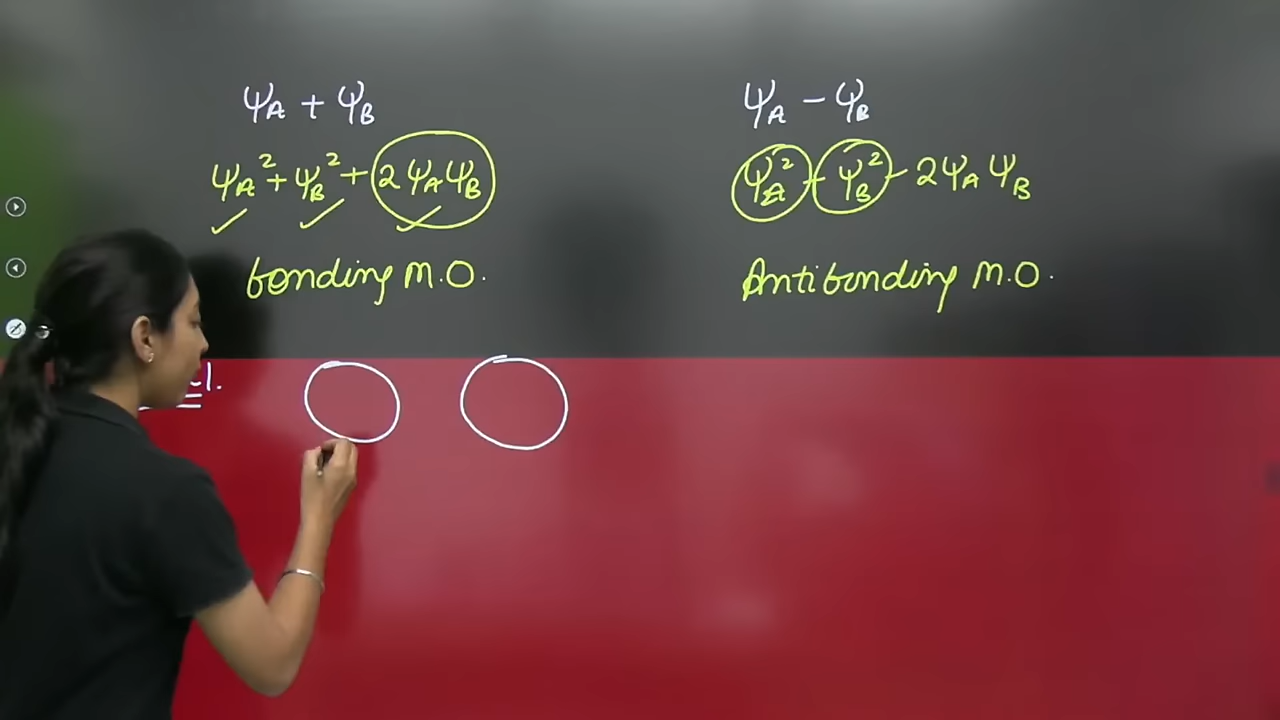 ψA + ψB
ψA² + ψB² + 2ψAψB
bonding M.O.
ψA − ψB
ψA² + ψB² − 2ψAψB
Antibonding M.O.